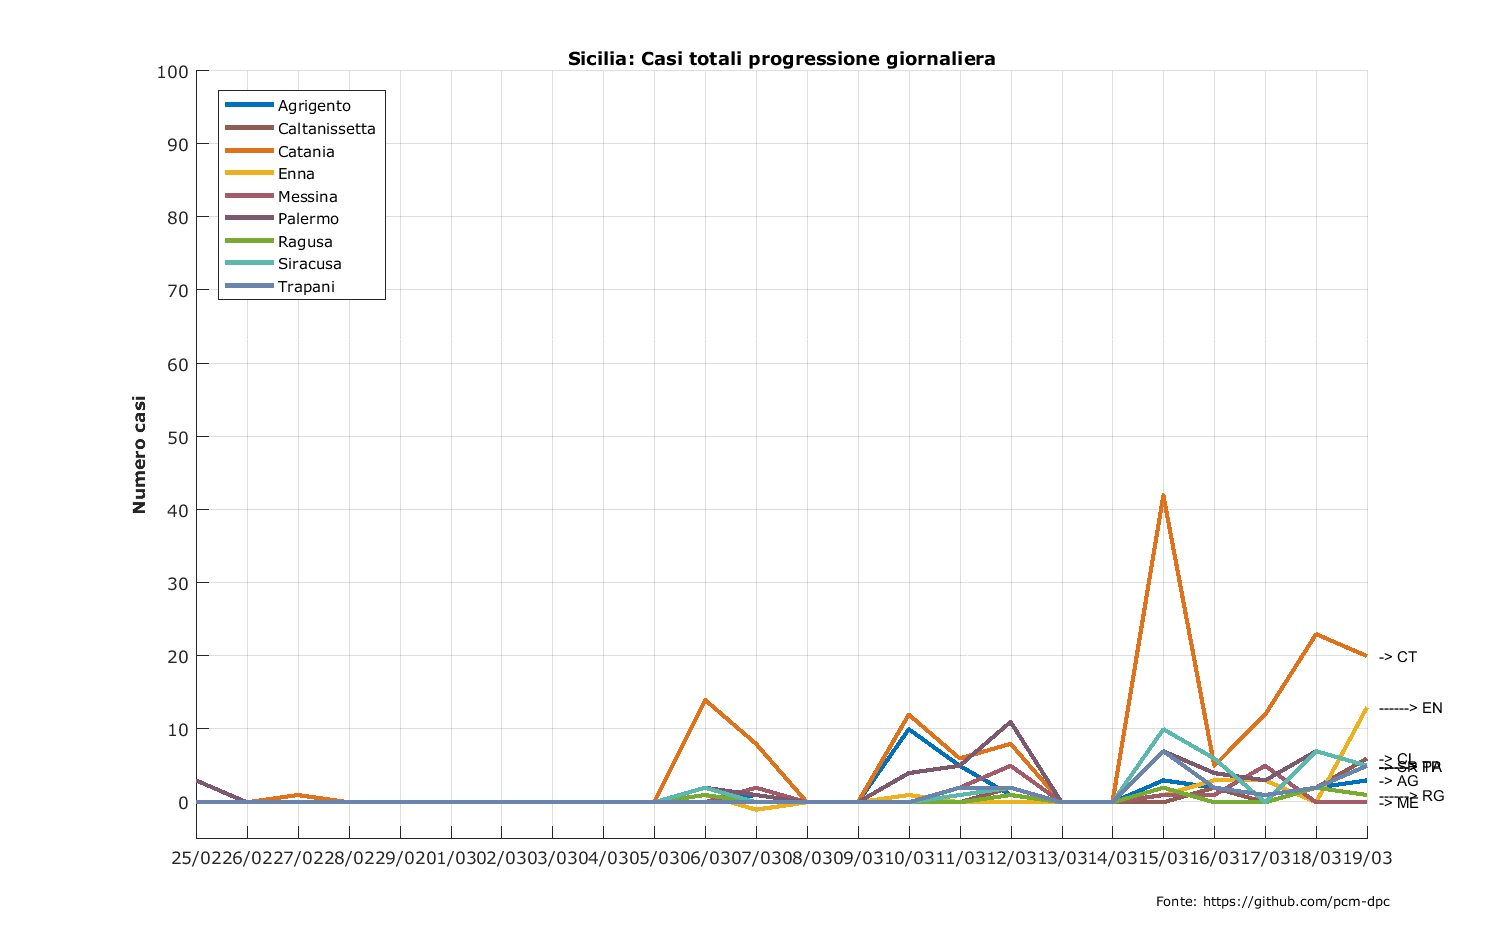 Sicilia: Casi totali progressione giornaliera
100
90
80
70
60
50
40
30
20
10
0
Numero casi
Agrigento
Caltanissetta
Catania
Enna
Messina
Palermo
Ragusa
Siracusa
Trapani
-> CT
------> EN
-> CL
-> AG
------> RG
-> ME
25/02 26/02 27/02 28/02 29/02 01/03 02/03 03/03 04/03 05/03 06/03 07/03 08/03 09/03 10/03 11/03 12/03 13/03 14/03 15/03 16/03 17/03 18/03 19/03
Fonte: https://github.com/pcm-dpc